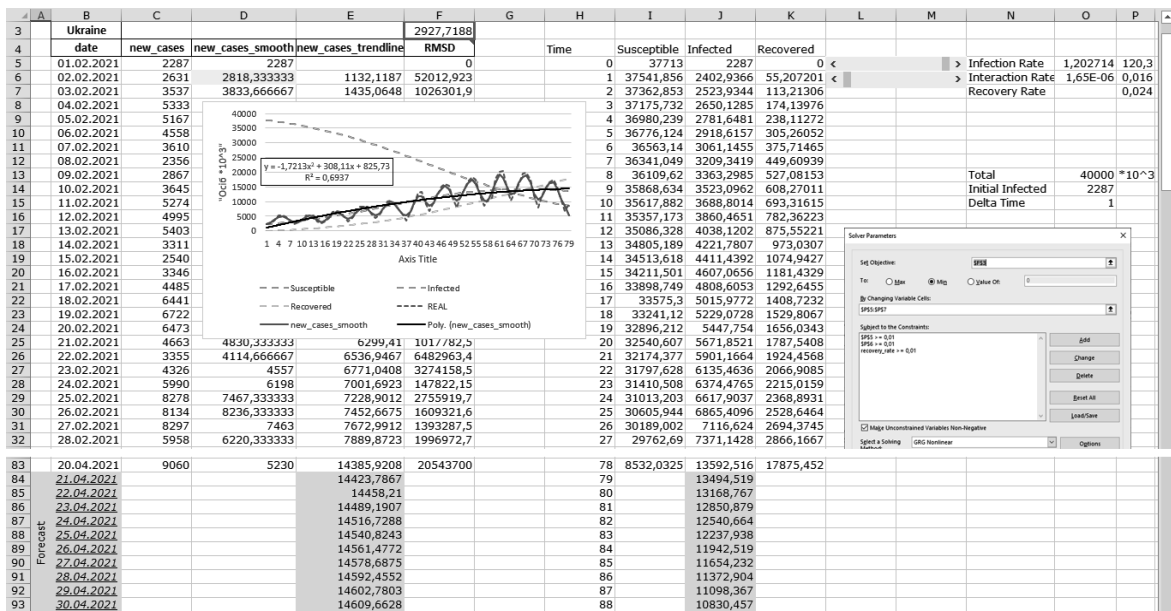 A B C D E F G H I J K L M N O P
3 Ukraine 2927,7188
4 date new_cases new_cases_smooth new_cases_trendline RMSD Time Susceptible Infected Recovered
5 01.02.2021 2287 2287 0 0 37713 2287 0 < > Infection Rate 1,202714 120,3
6 02.02.2021 2631 2818,333333 1132,1187 52012,923 1 37541,856 2402,9366 55,207201 < > Interaction Rate 1,65E-06 0,016
7 03.02.2021 3537 3833,666667 1435,0648 1026301,9 2 37362,853 2523,9344 113,21306 Recovery Rate 0,024
8 04.02.2021 5333 3 37175,732 2650,1285 174,13976
9 05.02.2021 5167 4 36980,239 2781,6481 238,11272
10 06.02.2021 4558 5 36776,124 2918,6157 305,26052
11 07.02.2021 3610 6 36563,14 3061,1455 375,71465
12 08.02.2021 2356 7 36341,049 3209,3419 449,60939
13 09.02.2021 2867 8 36109,62 3363,2985 527,08153 Total 40000 *10^3
14 10.02.2021 3645 9 35868,634 3523,0962 608,27011 Initial Infected 2287
15 11.02.2021 5274 10 35617,882 3688,8014 693,31615 Delta Time 1
16 12.02.2021 4995 11 35357,173 3860,4651 782,36223
17 13.02.2021 5403 12 35086,328 4038,1202 875,55221
18 14.02.2021 3311 13 34805,189 4221,7807 973,0307
19 15.02.2021 2540 14 34513,618 4411,4392 1074,9427
20 16.02.2021 3346 15 34211,501 4607,0656 1181,4329
21 17.02.2021 4485 16 33898,749 4808,6053 1292,6455
22 18.02.2021 6441 17 33575,3 5015,9772 1408,7232
23 19.02.2021 6722 18 33241,12 5229,0728 1529,8067
24 20.02.2021 6473 19 32896,212 5447,754 1656,0343
25 21.02.2021 4663 4830,333333 6299,41 1017782,5 20 32540,607 5671,8521 1787,5408
26 22.02.2021 3355 4114,666667 6536,9467 6482963,4 21 32174,377 5901,1664 1924,4568
27 23.02.2021 4326 4557 6771,0408 3274158,5 22 31797,628 6135,4636 2066,9085
28 24.02.2021 5990 6198 7001,6923 147822,15 23 31410,508 6374,4765 2215,0159
29 25.02.2021 8278 7467,333333 7228,9012 2755919,7 24 31013,203 6617,9037 2368,8931
30 26.02.2021 8134 8236,333333 7452,6675 1609321,6 25 30605,944 6865,4096 2528,6464
31 27.02.2021 8297 7463 7672,9912 1393287,5 26 30189,002 7116,624 2694,3745
32 28.02.2021 5958 6220,333333 7889,8723 1996972,7 27 29762,69 7371,1428 2866,1667
40000
35000
30000
25000
20000
15000
10000
5000
0
"Осіб *10^3"
y = -1,7213x² + 308,11x + 825,73
R² = 0,6937
1 4 7 10 13 16 19 22 25 28 31 34 37 40 43 46 49 52 55 58 61 64 67 70 73 76 79
Axis Title
Susceptible Infected
Recovered REAL
new_cases_smooth Poly. (new_cases_smooth)
Solver Parameters ×
Set Objective: $F$3
To: Max Min Value Of: 0
By Changing Variable Cells:
$P$5:$P$7
Subject to the Constraints:
$P$5 >= 0,01
$P$6 >= 0,01
recovery_rate >= 0,01
Add
Change
Delete
Reset All
Load/Save
Make Unconstrained Variables Non-Negative
Select a Solving Method: GRG Nonlinear Options
83 20.04.2021 9060 5230 14385,9208 20543700 78 8532,0325 13592,516 17875,452
84 21.04.2021 14423,7867 79 13494,519
85 22.04.2021 14458,21 80 13168,767
86 23.04.2021 14489,1907 81 12850,879
87 24.04.2021 14516,7288 82 12540,664
88 25.04.2021 14540,8243 83 12237,938
89 26.04.2021 14561,4772 84 11942,519
90 27.04.2021 14578,6875 85 11654,232
91 28.04.2021 14592,4552 86 11372,904
92 29.04.2021 14602,7803 87 11098,367
93 30.04.2021 14609,6628 88 10830,457
Forecast